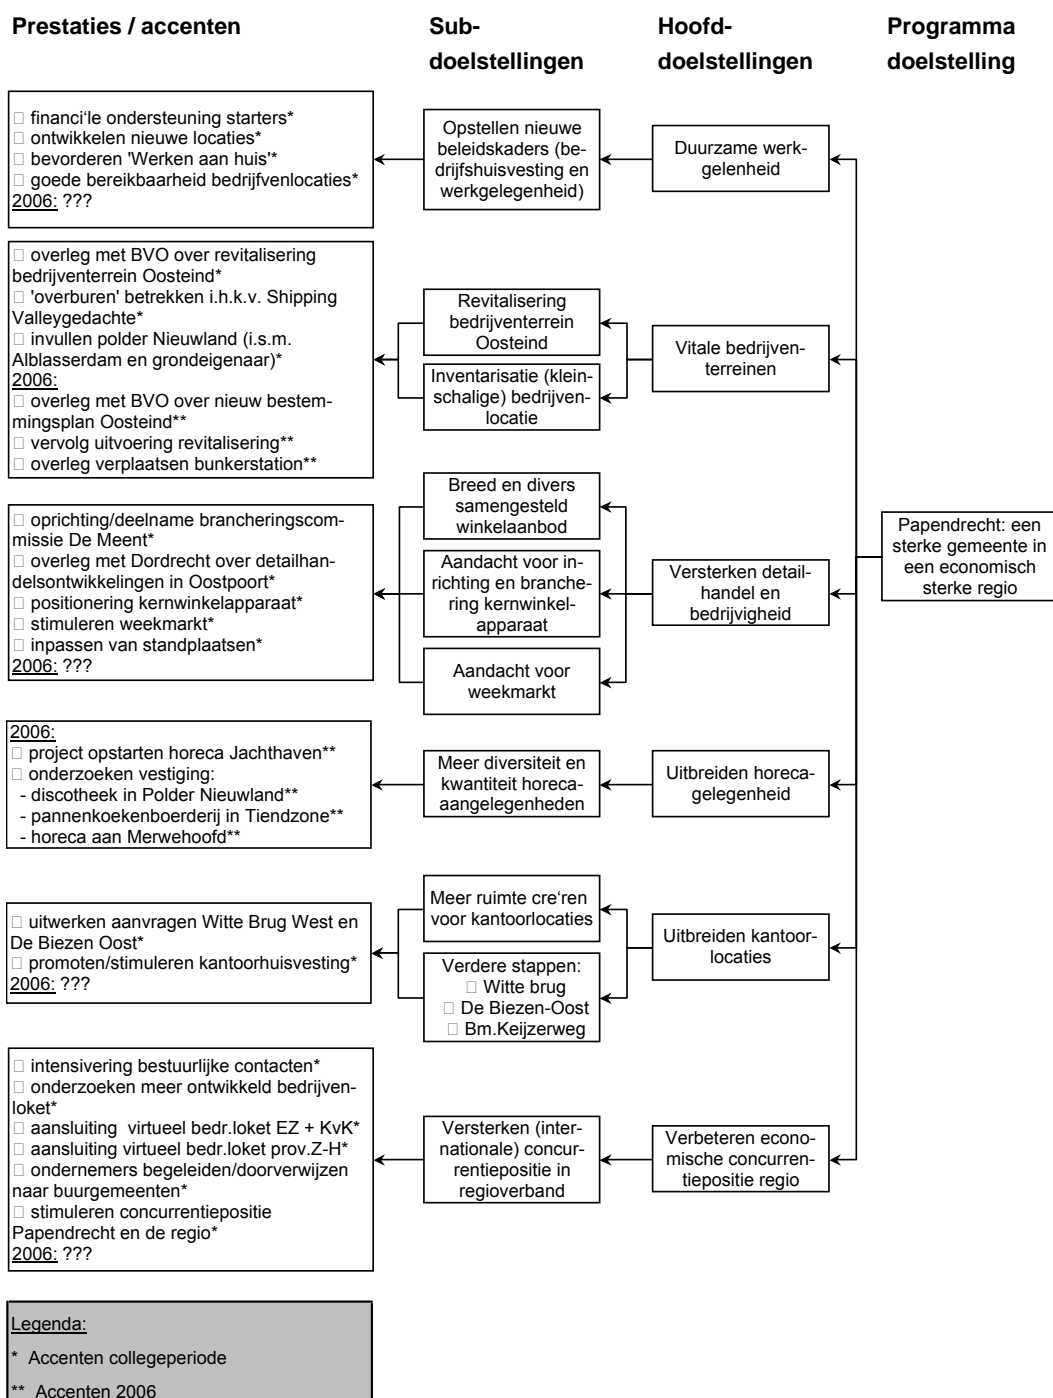 Prestaties / accenten
Sub-
doelstellingen
Hoofd-
doelstellingen
Programma
doelstelling
□ financi‘le ondersteuning starters*
□ ontwikkelen nieuwe locaties*
□ bevorderen 'Werken aan huis'*
□ goede bereikbaarheid bedrijfvenlocaties*
2006: ???
Opstellen nieuwe
beleidskaders (be-
drijfshuisvesting en
werkgelegenheid)
Duurzame werk-
gelenheid
□ overleg met BVO over revitalisering
bedrijventerrein Oosteind*
□ 'overburen' betrekken i.h.k.v. Shipping
Valleygedachte*
□ invullen polder Nieuwland (i.s.m.
Alblasserdam en grondeigenaar)*
2006:
□ overleg met BVO over nieuw bestem-
mingsplan Oosteind**
□ vervolg uitvoering revitalisering**
□ overleg verplaatsen bunkerstation**
Revitalisering
bedrijventerrein
Oosteind
Inventarisatie (klein-
schalige) bedrijven-
locatie
Vitale bedrijven-
terreinen
□ oprichting/deelname brancheringscom-
missie De Meent*
□ overleg met Dordrecht over detailhan-
delsontwikkelingen in Oostpoort*
□ positionering kernwinkelapparaat*
□ stimuleren weekmarkt*
□ inpassen van standplaatsen*
2006: ???
Breed en divers
samengesteld
winkelaanbod
Aandacht voor in-
richting en branche-
ring kernwinkel-
apparaat
Aandacht voor
weekmarkt
Versterken detail-
handel en
bedrijvigheid
Papendrecht: een
sterke gemeente in
een economisch
sterke regio
2006:
□ project opstarten horeca Jachthaven**
□ onderzoeken vestiging:
- discotheek in Polder Nieuwland**
- pannenkoekenboerderij in Tiendzone**
- horeca aan Merwehoofd**
Meer diversiteit en
kwantiteit horeca-
aangelegenheden
Uitbreiden horeca-
gelegenheid
□ uitwerken aanvragen Witte Brug West en
De Biezen Oost*
□ promoten/stimuleren kantoorhuisvesting*
2006: ???
Meer ruimte cre‘ren
voor kantoorlocaties
Verdere stappen:
□ Witte brug
□ De Biezen-Oost
□ Bm.Keijzerweg
Uitbreiden kantoor-
locaties
□ intensivering bestuurlijke contacten*
□ onderzoeken meer ontwikkeld bedrijven-
loket*
□ aansluiting virtueel bedr.loket EZ + KvK*
□ aansluiting virtueel bedr.loket prov.Z-H*
□ ondernemers begeleiden/doorverwijzen
naar buurgemeenten*
□ stimuleren concurrentiepositie
Papendrecht en de regio*
2006: ???
Versterken (inter-
nationale) concur-
rentiepositie in
regioverband
Verbeteren econo-
mische concurren-
tiepositie regio
Legenda:
* Accenten collegeperiode
** Accenten 2006